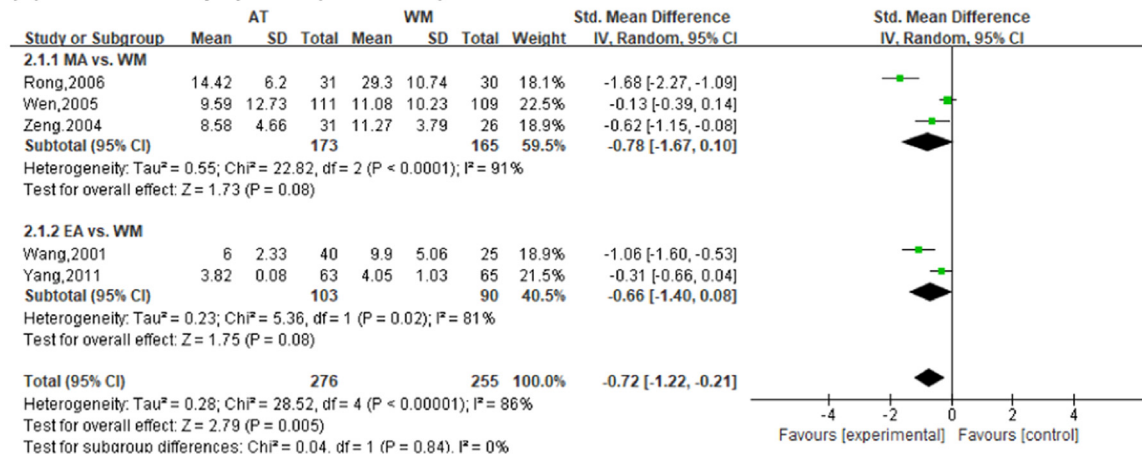 AT WM Std. Mean Difference Std. Mean Difference
Study or Subgroup Mean SD Total Mean SD Total Weight IV, Random, 95% CI IV, Random, 95% CI
2.1.1 MA vs. WM
Rong,2006 14.42 6.2 31 29.3 10.74 30 18.1% -1.68 [-2.27, -1.09]
Wen,2005 9.59 12.73 111 11.08 10.23 109 22.5% -0.13 [-0.39, 0.14]
Zeng.2004 8.58 4.66 31 11.27 3.79 26 18.9% -0.62 [-1.15, -0.08]
Subtotal (95% CI) 173 165 59.5% -0.78 [-1.67, 0.10]
Heterogeneity: Tau² = 0.55; Chi² = 22.82, df = 2 (P < 0.0001); I² = 91%
Test for overall effect: Z = 1.73 (P = 0.08)
2.1.2 EA vs. WM
Wang,2001 6 2.33 40 9.9 5.06 25 18.9% -1.06 [-1.60, -0.53]
Yang,2011 3.82 0.08 63 4.05 1.03 65 21.5% -0.31 [-0.66, 0.04]
Subtotal (95% CI) 103 90 40.5% -0.66 [-1.40, 0.08]
Heterogeneity: Tau² = 0.23; Chi² = 5.36, df = 1 (P = 0.02); I² = 81%
Test for overall effect: Z = 1.75 (P = 0.08)
Total (95% CI) 276 255 100.0% -0.72 [-1.22, -0.21]
Heterogeneity: Tau² = 0.28; Chi² = 28.52, df = 4 (P < 0.00001); I² = 86%
Test for overall effect: Z = 2.79 (P = 0.005)
Test for subgroup differences: Chi² = 0.04, df = 1 (P = 0.84), I² = 0%
-4 -2 0 2 4
Favours [experimental] Favours [control]